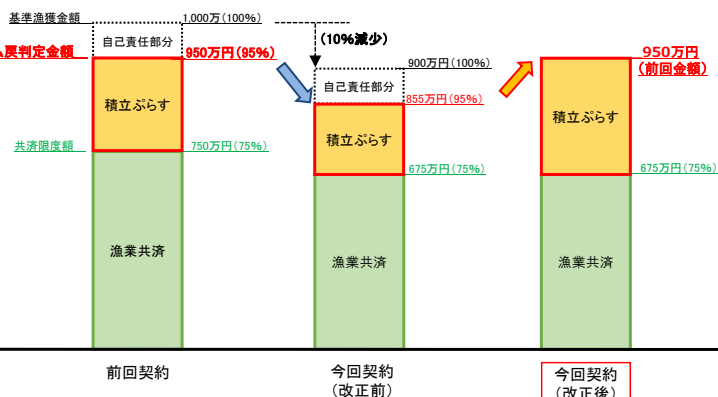 基準漁獲金額
1,000万(100%)
自己責任部分
(10%減少)
戻判定金額
950万円(95%)
積立ぷらす
共済限度額
750万円(75%)
漁業共済
前回契約
900万円(100%)
自己責任部分
855万円(95%)
積立ぷらす
675万円(75%)
漁業共済
今回契約
(改正前)
950万円
(前回金額)
積立ぷらす
675万円(75%)
漁業共済
今回契約
(改正後)